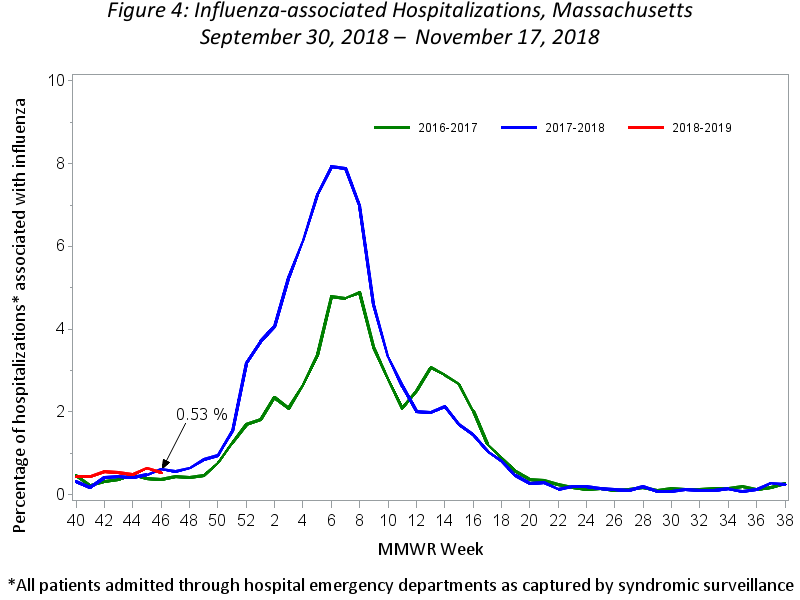 Figure 4: Influenza-associated Hospitalizations, Massachusetts
September 30, 2018 – November 17, 2018
Percentage of hospitalizations* associated with influenza
10
8
6
4
2
0
2016-2017 2017-2018 2018-2019
0.53 %
40 42 44 46 48 50 52 2 4 6 8 10 12 14 16 18 20 22 24 26 28 30 32 34 36 38
MMWR Week
*All patients admitted through hospital emergency departments as captured by syndromic surveillance